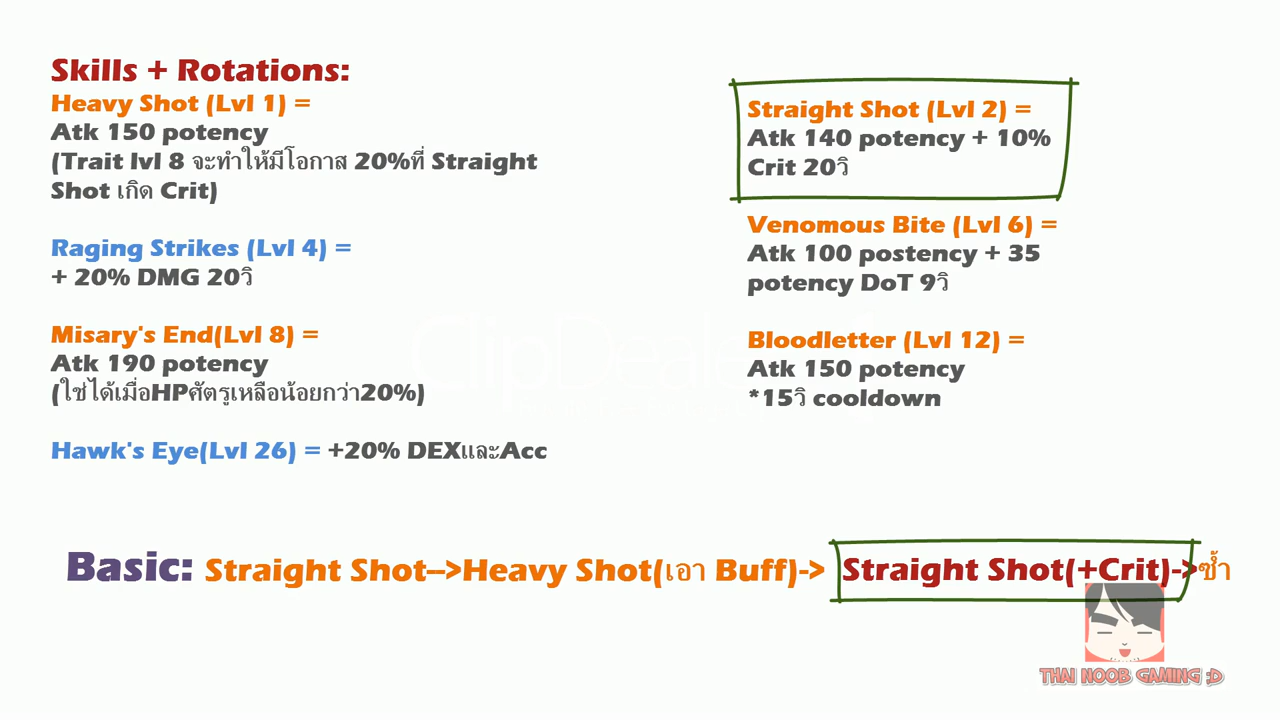 Skills + Rotations:
Heavy Shot (Lvl 1) =
Atk 150 potency
(Trait lvl 8 จะทำให้มีโอกาส 20%ที่ Straight
Shot เกิด Crit)
Raging Strikes (Lvl 4) =
+ 20% DMG 20วิ
Misary's End(Lvl 8) =
Atk 190 potency
(ใช่ได้เมื่อHPศัตรูเหลือน้อยกว่า20%)
Hawk's Eye(Lvl 26) = +20% DEXและAcc
Straight Shot (Lvl 2) =
Atk 140 potency + 10%
Crit 20วิ
Venomous Bite (Lvl 6) =
Atk 100 postency + 35
potency DoT 9วิ
Bloodletter (Lvl 12) =
Atk 150 potency
*15วิ cooldown
Basic: Straight Shot-->Heavy Shot(เอา Buff)-> Straight Shot(+Crit)->ซ้ำ
THAI NOOB GAMING :D
ClipDealer